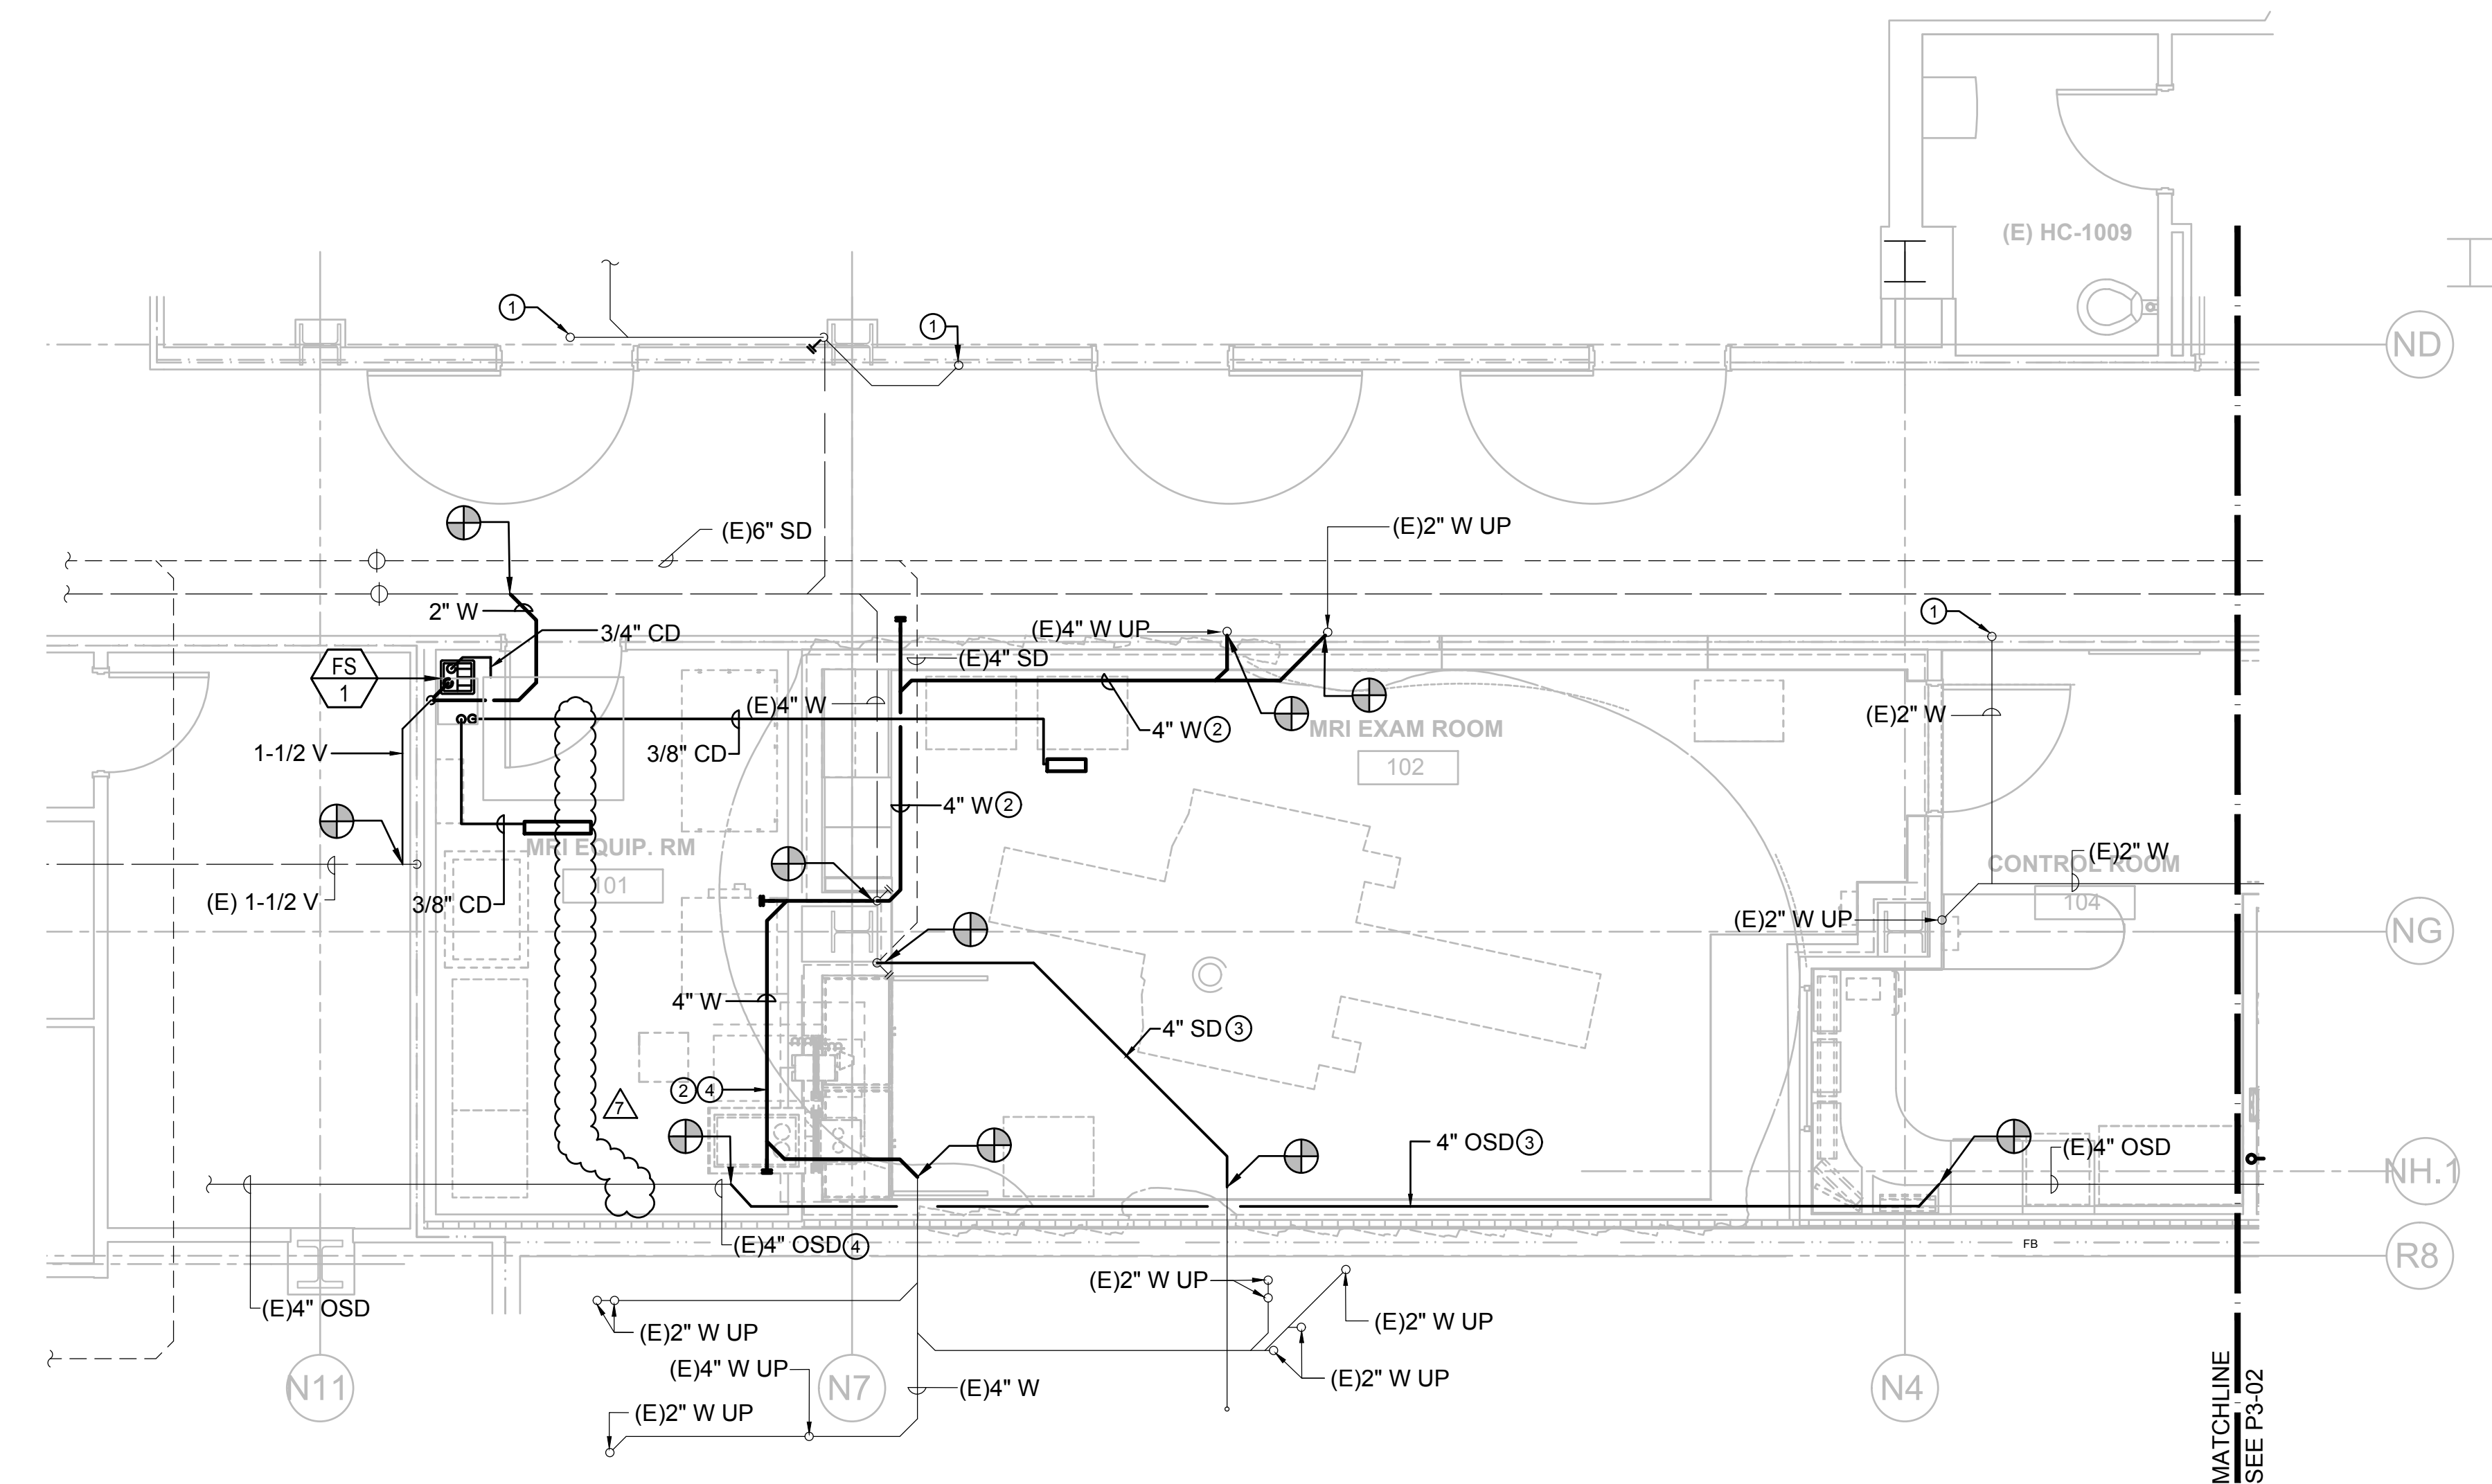 (E) HC-1009
1
1
ND
(E)6" SD
(E)2" W UP
2" W
3/4" CD
(E)4" W UP
1
(E)4" SD
FS
1
(E)4" W
4" W 2
MRI EXAM ROOM
102
(E)2" W
1-1/2 V
3/8" CD
4" W 2
MRI EQUIP. RM
101
(E)2" W
CONTROL ROOM
104
(E) 1-1/2 V
3/8" CD
(E)2" W UP
NG
4" W
4" SD 3
2 4
7
4" OSD 3
(E)4" OSD
NH.1
(E)4" OSD 4
FB
R8
(E)4" OSD
(E)2" W UP
(E)2" W UP
(E)2" W UP
(E)4" W UP
(E)2" W UP
N11
N7
(E)4" W
N4
(E)2" W UP
MATCHLINE
SEE P3-02